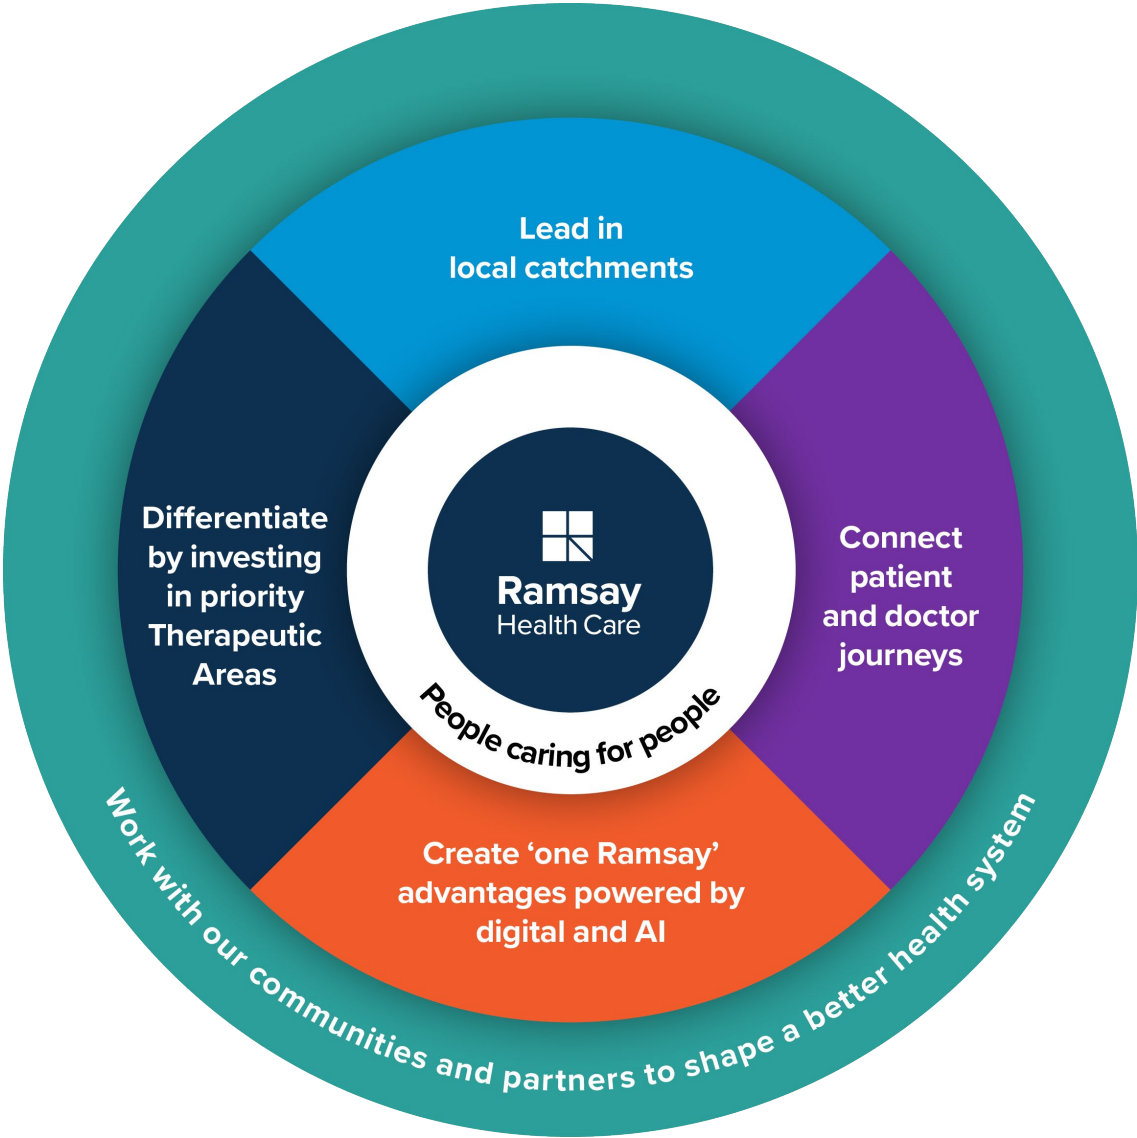 Lead in
local catchments
Differentiate
by investing
in priority
Therapeutic
Areas
Ramsay
Health Care
People caring for people
Connect
patient
and doctor
journeys
Create ‘one Ramsay’
advantages powered by
digital and AI
Work with our communities and partners to shape a better health system